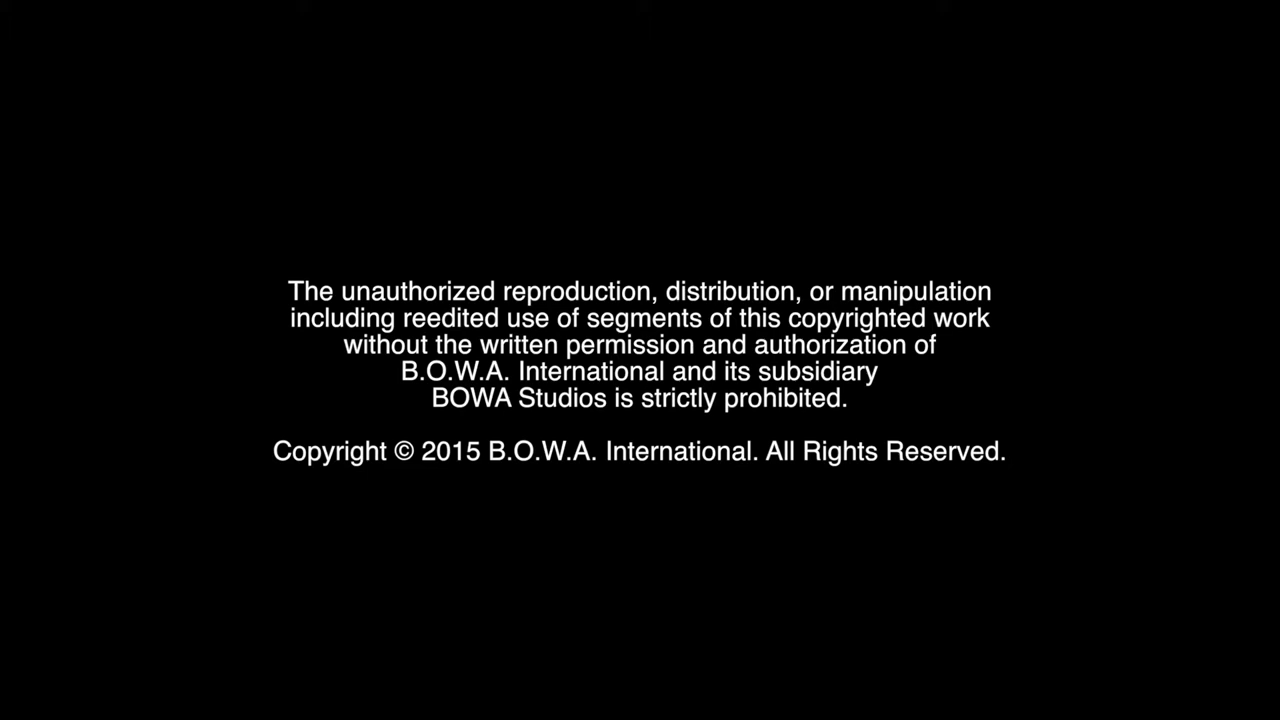 The unauthorized reproduction, distribution, or manipulation
including reedited use of segments of this copyrighted work
without the written permission and authorization of
B.O.W.A. International and its subsidiary
BOWA Studios is strictly prohibited.
Copyright © 2015 B.O.W.A. International. All Rights Reserved.